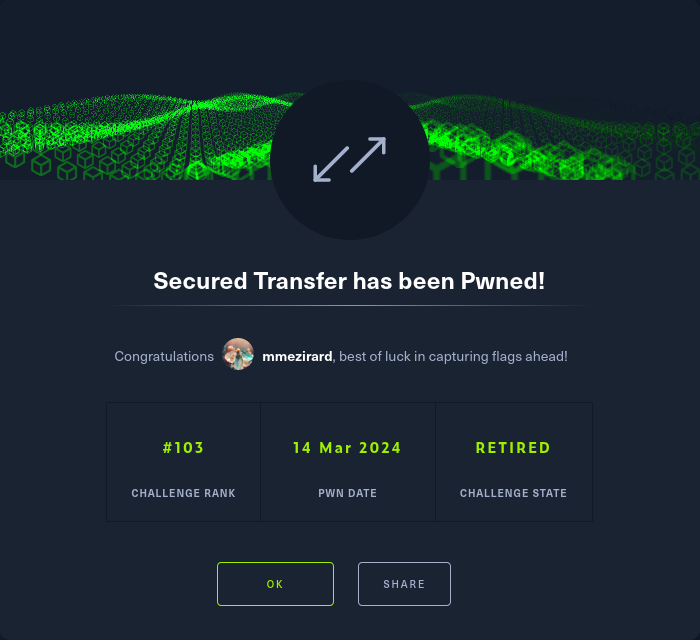 Secured Transfer has been Pwned!
Congratulations mmezirard, best of luck in capturing flags ahead!
#103 14 Mar 2024 RETIRED
CHALLENGE RANK PWN DATE CHALLENGE STATE
OK SHARE